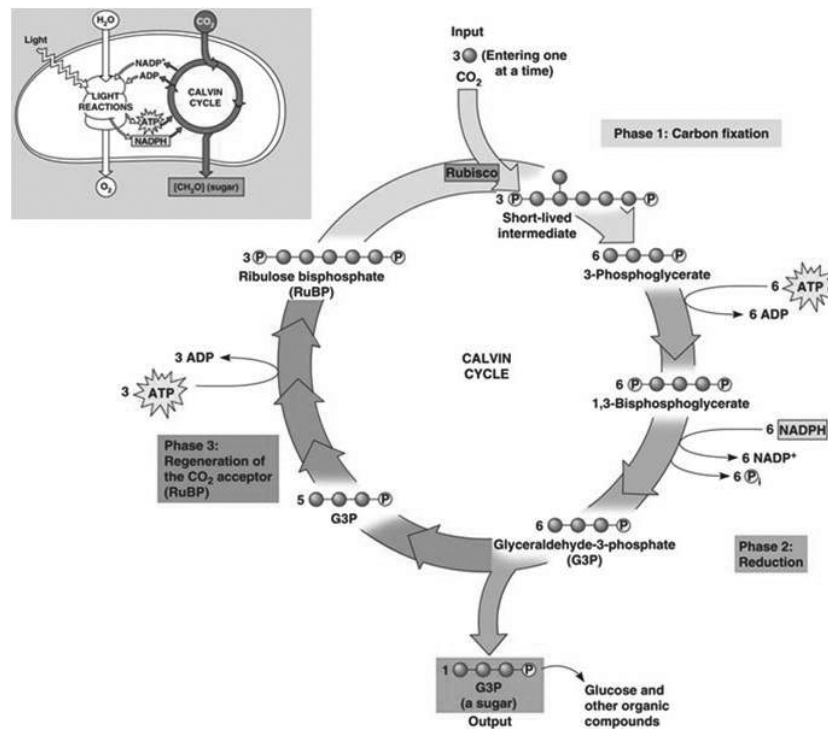 H₂O
CO₂
Light
NADP⁺
ADP
LIGHT
REACTIONS
CALVIN
CYCLE
ATP
NADPH
O₂
[CH₂O] (sugar)
Input
3 (Entering one
at a time)
CO₂
Phase 1: Carbon fixation
Rubisco
3 P P
Short-lived
intermediate
3 P P
Ribulose bisphosphate
(RuBP)
6 P
3-Phosphoglycerate
6 ATP
6 ADP
3 ADP
3 ATP
CALVIN
CYCLE
6 P P
1,3-Bisphosphoglycerate
6 NADPH
6 NADP⁺
6 Pᵢ
Phase 3:
Regeneration of
the CO₂ acceptor
(RuBP)
5 P
G3P
6 P
Glyceraldehyde-3-phosphate
(G3P)
Phase 2:
Reduction
1 P
G3P
(a sugar)
Output
Glucose and
other organic
compounds